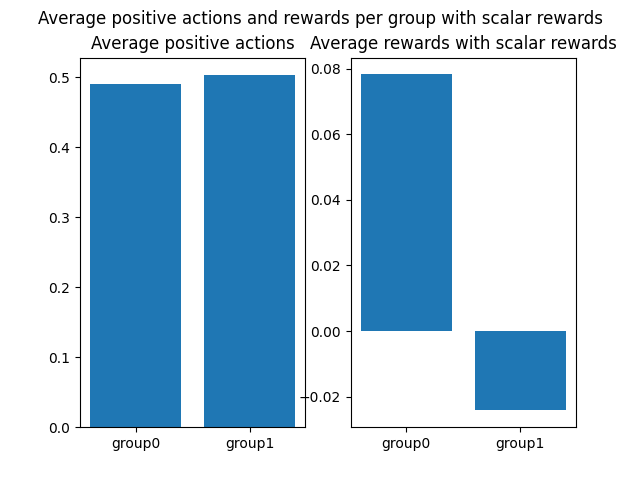 Average positive actions and rewards per group with scalar rewards
Average positive actions
0.5
0.4
0.3
0.2
0.1
0.0
group0 group1
Average rewards with scalar rewards
0.08
0.06
0.04
0.02
0.00
−0.02
group0 group1